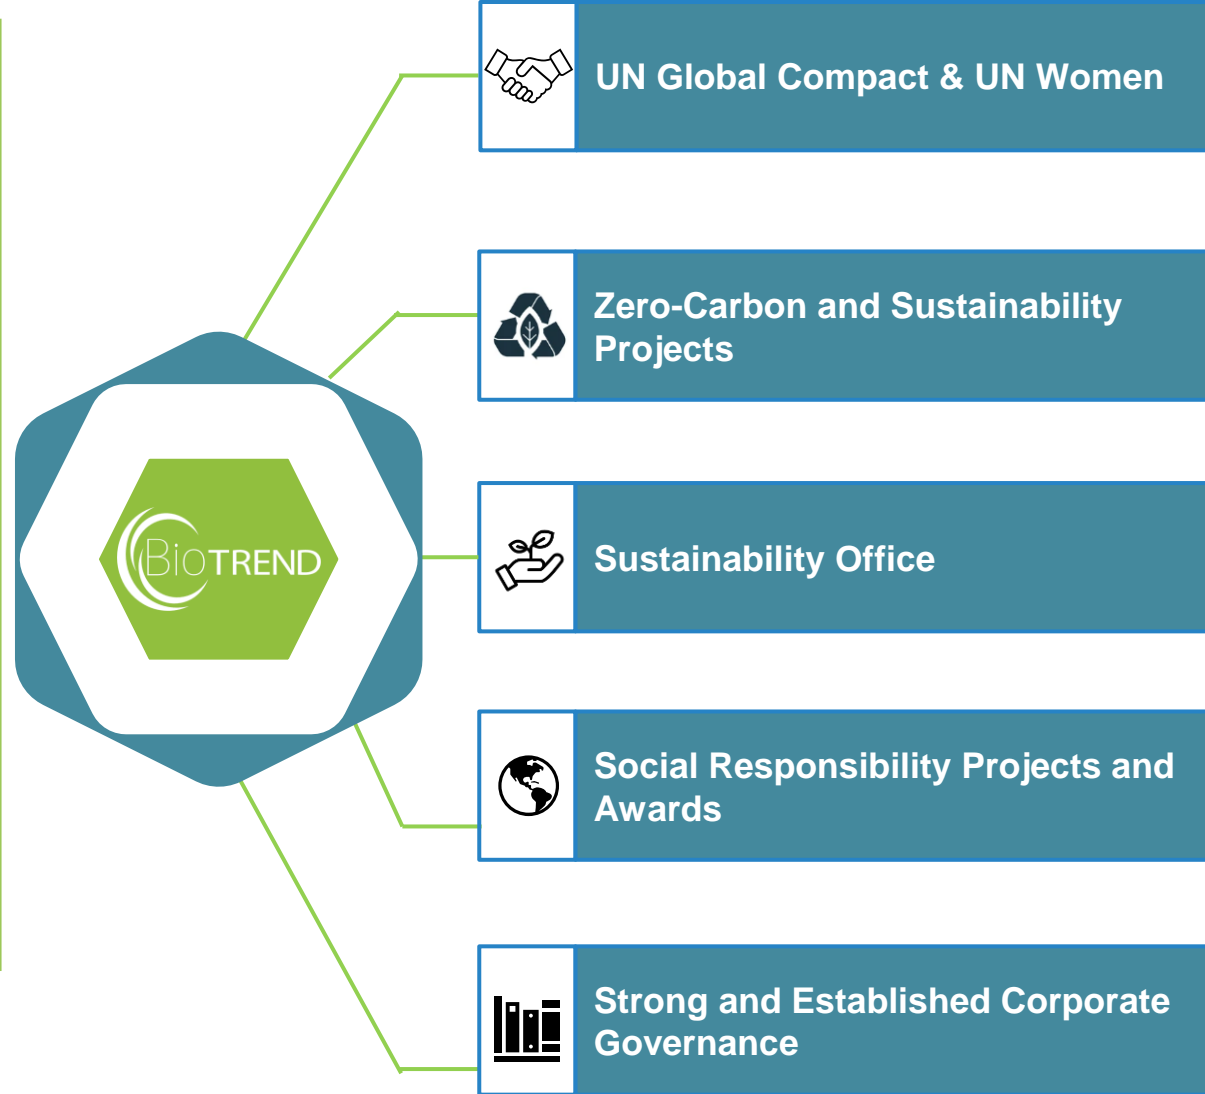 UN Global Compact & UN Women
Zero-Carbon and Sustainability
Projects
BioTREND
Sustainability Office
Social Responsibility Projects and
Awards
Strong and Established Corporate
Governance